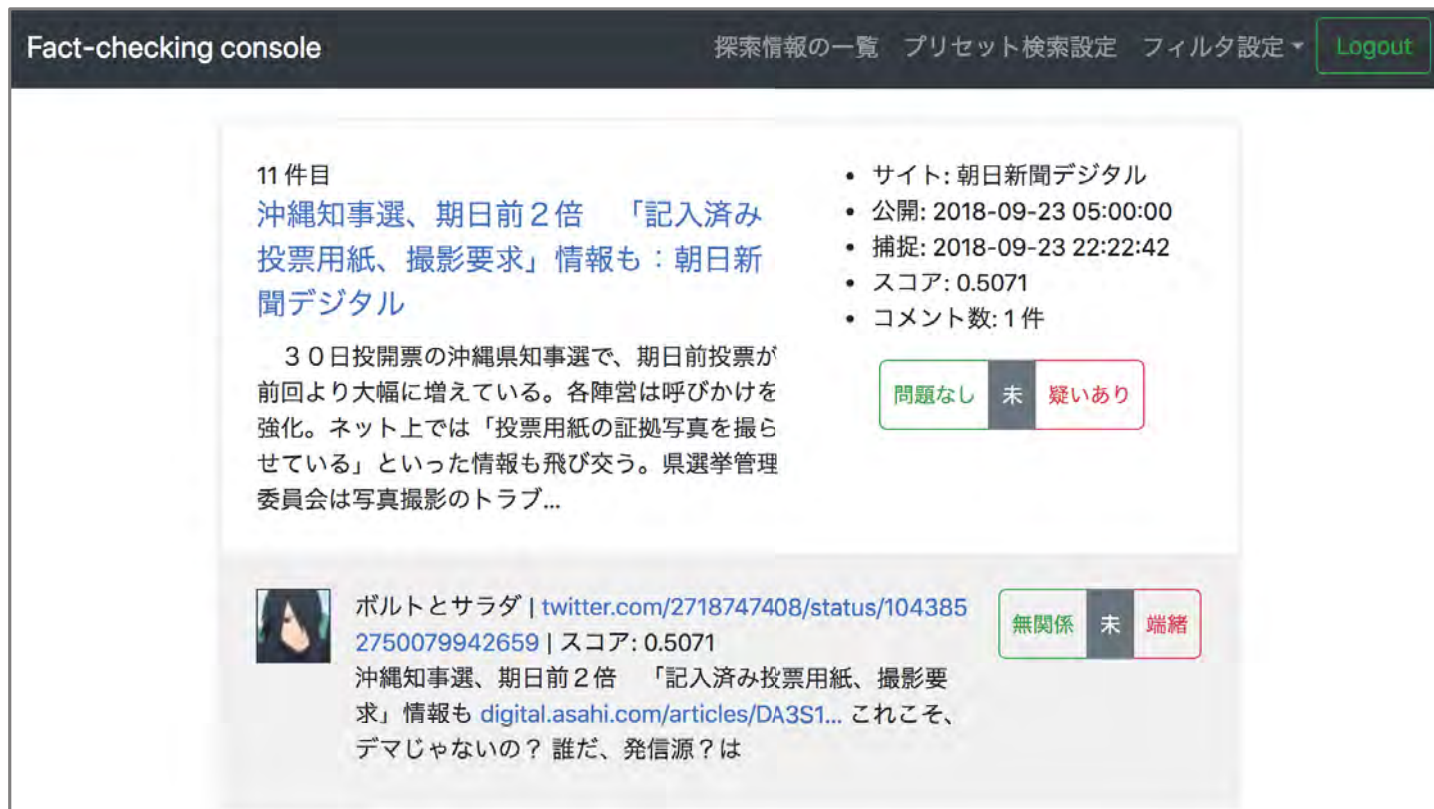 Fact-checking console
探索情報の一覧 プリセット検索設定 フィルタ設定 Logout
11 件目
沖縄知事選、期日前２倍　「記入済み
投票用紙、撮影要求」情報も：朝日新
聞デジタル
３０日投開票の沖縄県知事選で、期日前投票が
前回より大幅に増えている。各陣営は呼びかけを
強化。ネット上では「投票用紙の証拠写真を撮ら
せている」といった情報も飛び交う。県選挙管理
委員会は写真撮影のトラブ...
• サイト: 朝日新聞デジタル
• 公開: 2018-09-23 05:00:00
• 捕捉: 2018-09-23 22:22:42
• スコア: 0.5071
• コメント数: 1 件
問題なし 未 疑いあり
ボルトとサラダ | twitter.com/2718747408/status/104385
2750079942659 | スコア: 0.5071
沖縄知事選、期日前２倍　「記入済み投票用紙、撮影要
求」情報も digital.asahi.com/articles/DA3S1... これこそ、
デマじゃないの？ 誰だ、発信源？は
無関係 未 端緒